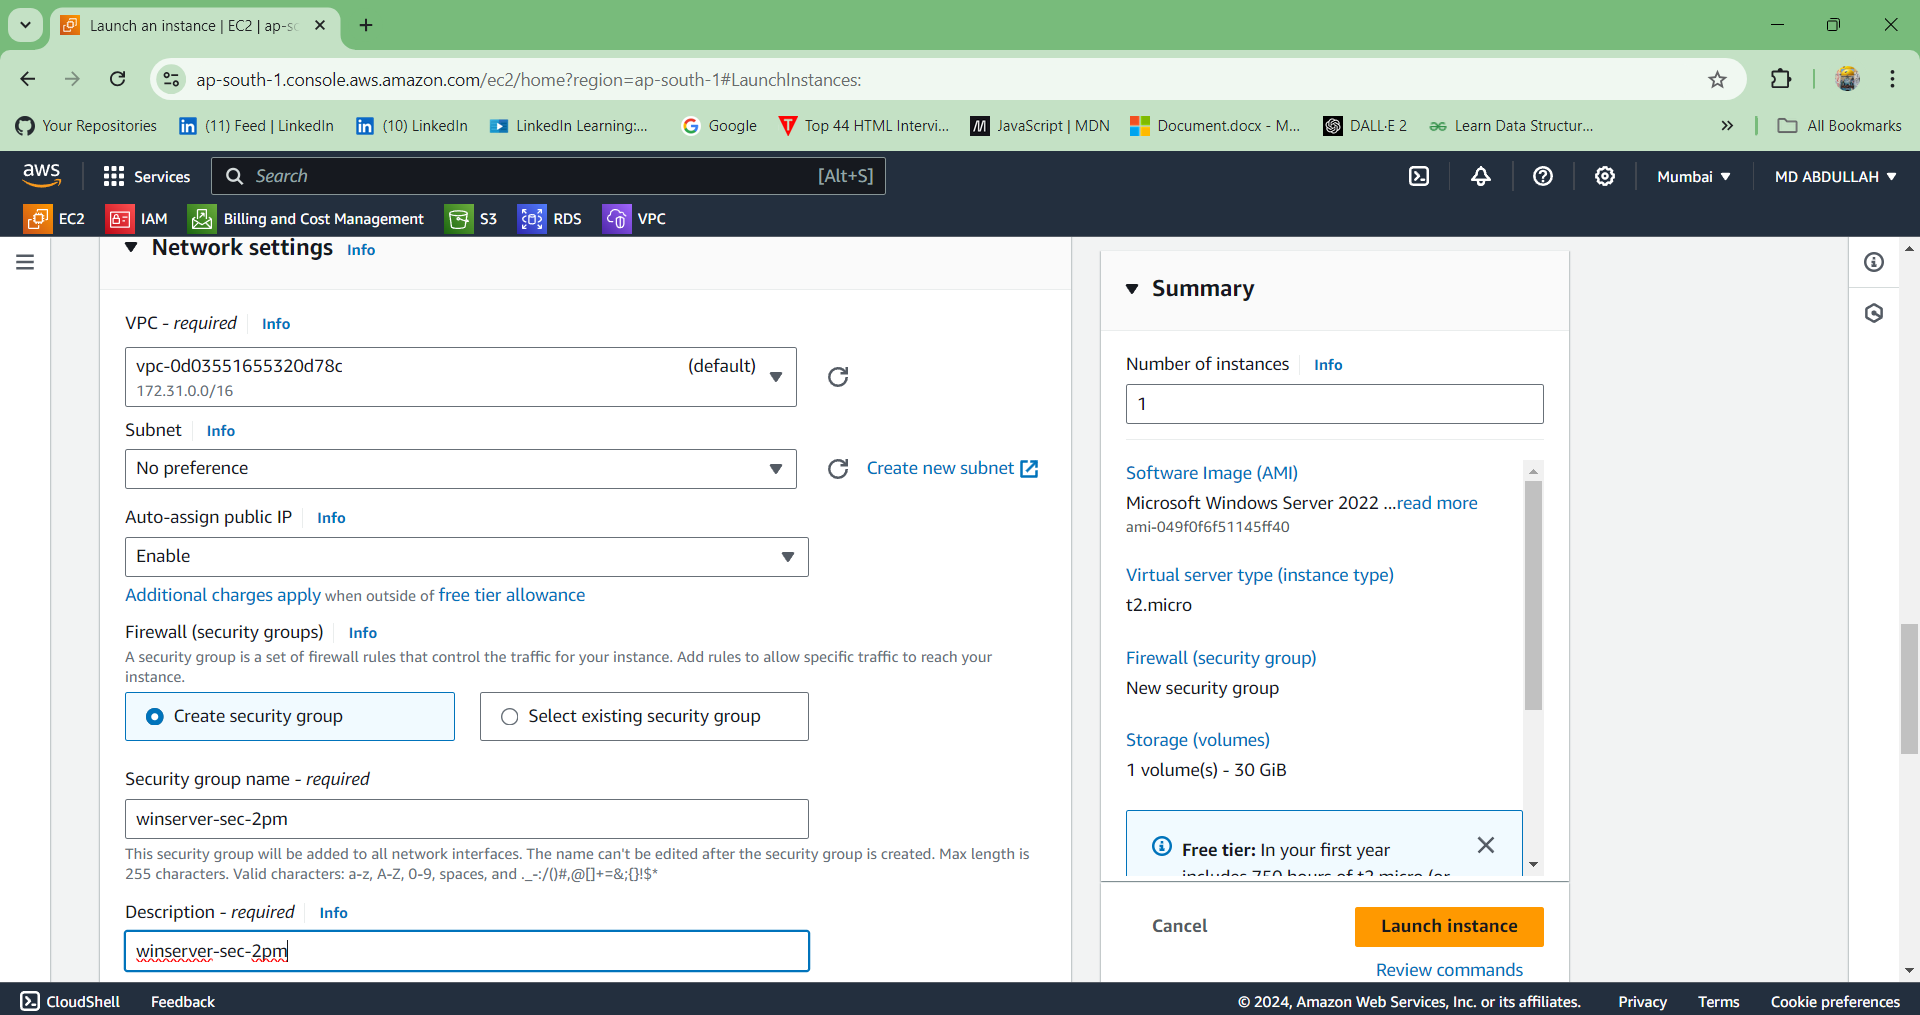 Launch an instance | EC2 | ap-sc
ap-south-1.console.aws.amazon.com/ec2/home?region=ap-south-1#LaunchInstances:
Your Repositories (11) Feed | LinkedIn (10) LinkedIn LinkedIn Learning:... Google Top 44 HTML Intervi... JavaScript | MDN Document.docx - M... DALL·E 2 Learn Data Structur... » All Bookmarks
aws Services Search [Alt+S] Mumbai MD ABDULLAH
EC2 IAM Billing and Cost Management S3 RDS VPC
Network settings Info
VPC - required Info
vpc-0d03551655320d78c (default)
172.31.0.0/16
Subnet Info
No preference
Create new subnet
Auto-assign public IP Info
Enable
Additional charges apply when outside of free tier allowance
Firewall (security groups) Info
A security group is a set of firewall rules that control the traffic for your instance. Add rules to allow specific traffic to reach your
instance.
Create security group
Select existing security group
Security group name - required
winserver-sec-2pm
This security group will be added to all network interfaces. The name can't be edited after the security group is created. Max length is
255 characters. Valid characters: a-z, A-Z, 0-9, spaces, and ._-:/()#,@[]+=&;{}!$*
Description - required Info
winserver-sec-2pm
Summary
Number of instances Info
1
Software Image (AMI)
Microsoft Windows Server 2022 ...read more
ami-049f0f6f51145ff40
Virtual server type (instance type)
t2.micro
Firewall (security group)
New security group
Storage (volumes)
1 volume(s) - 30 GiB
Free tier: In your first year
includes 750 hours of t2.micro (or
Cancel
Launch instance
Review commands
CloudShell Feedback © 2024, Amazon Web Services, Inc. or its affiliates. Privacy Terms Cookie preferences